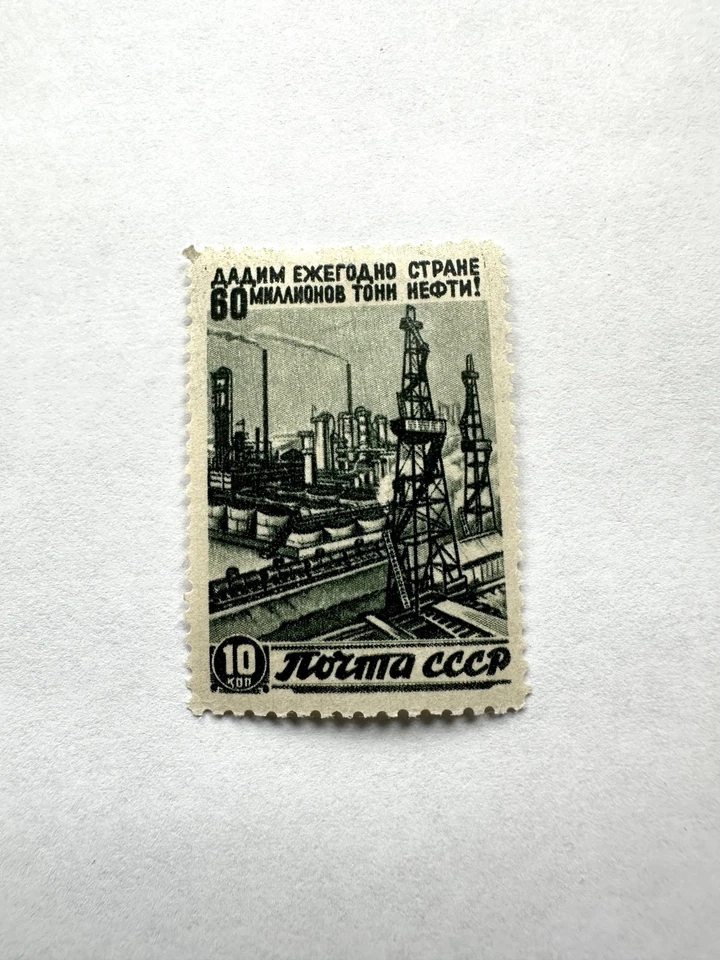 ДАДИМ ЕЖЕГОДНО СТРАНЕ
60 МИЛЛИОНОВ ТОНН НЕФТИ!
10 КОП
Почта СССР